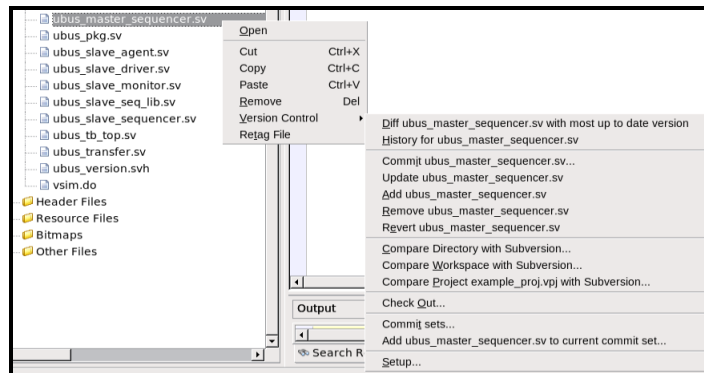 ubus_master_sequencer.sv
ubus_pkg.sv
ubus_slave_agent.sv
ubus_slave_driver.sv
ubus_slave_monitor.sv
ubus_slave_seq_lib.sv
ubus_slave_sequencer.sv
ubus_tb_top.sv
ubus_transfer.sv
ubus_version.svh
vsim.do
Header Files
Resource Files
Bitmaps
Other Files
Open
Cut Ctrl+X
Copy Ctrl+C
Paste Ctrl+V
Remove Del
Version Control
Retag File
Diff ubus_master_sequencer.sv with most up to date version
History for ubus_master_sequencer.sv
Commit ubus_master_sequencer.sv...
Update ubus_master_sequencer.sv
Add ubus_master_sequencer.sv
Remove ubus_master_sequencer.sv
Revert ubus_master_sequencer.sv
Compare Directory with Subversion...
Compare Workspace with Subversion...
Compare Project example_proj.vpj with Subversion...
Check Out...
Commit sets...
Add ubus_master_sequencer.sv to current commit set...
Setup...
Output
Search R